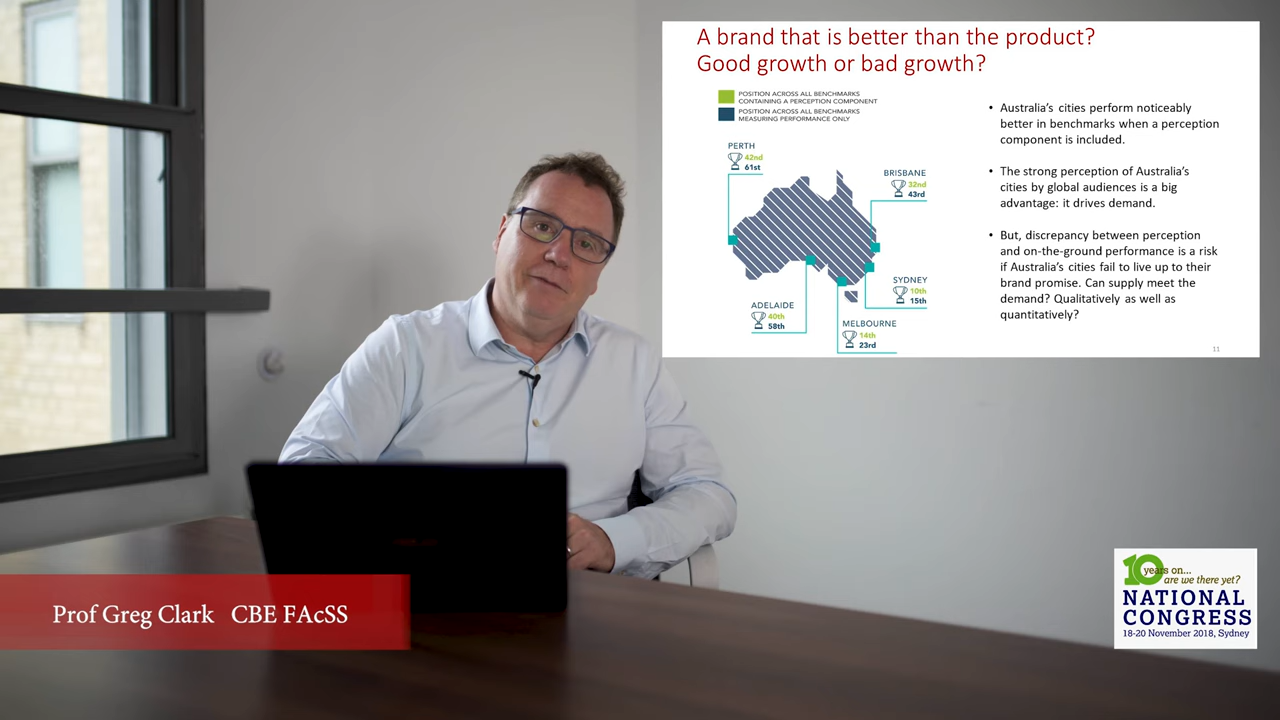 A brand that is better than the product?
Good growth or bad growth?
POSITION ACROSS ALL BENCHMARKS
CONTAINING A PERCEPTION COMPONENT
POSITION ACROSS ALL BENCHMARKS
MEASURING PERFORMANCE ONLY
PERTH
42nd
61st
BRISBANE
32nd
43rd
SYDNEY
10th
15th
ADELAIDE
40th
58th
MELBOURNE
14th
23rd
• Australia's cities perform noticeably
better in benchmarks when a perception
component is included.
• The strong perception of Australia's
cities by global audiences is a big
advantage: it drives demand.
• But, discrepancy between perception
and on-the-ground performance is a risk
if Australia's cities fail to live up to their
brand promise. Can supply meet the
demand? Qualitatively as well as
quantitatively?
11
Prof Greg Clark CBE FAcSS
10 years on...
are we there yet?
NATIONAL
CONGRESS
18-20 November 2018, Sydney